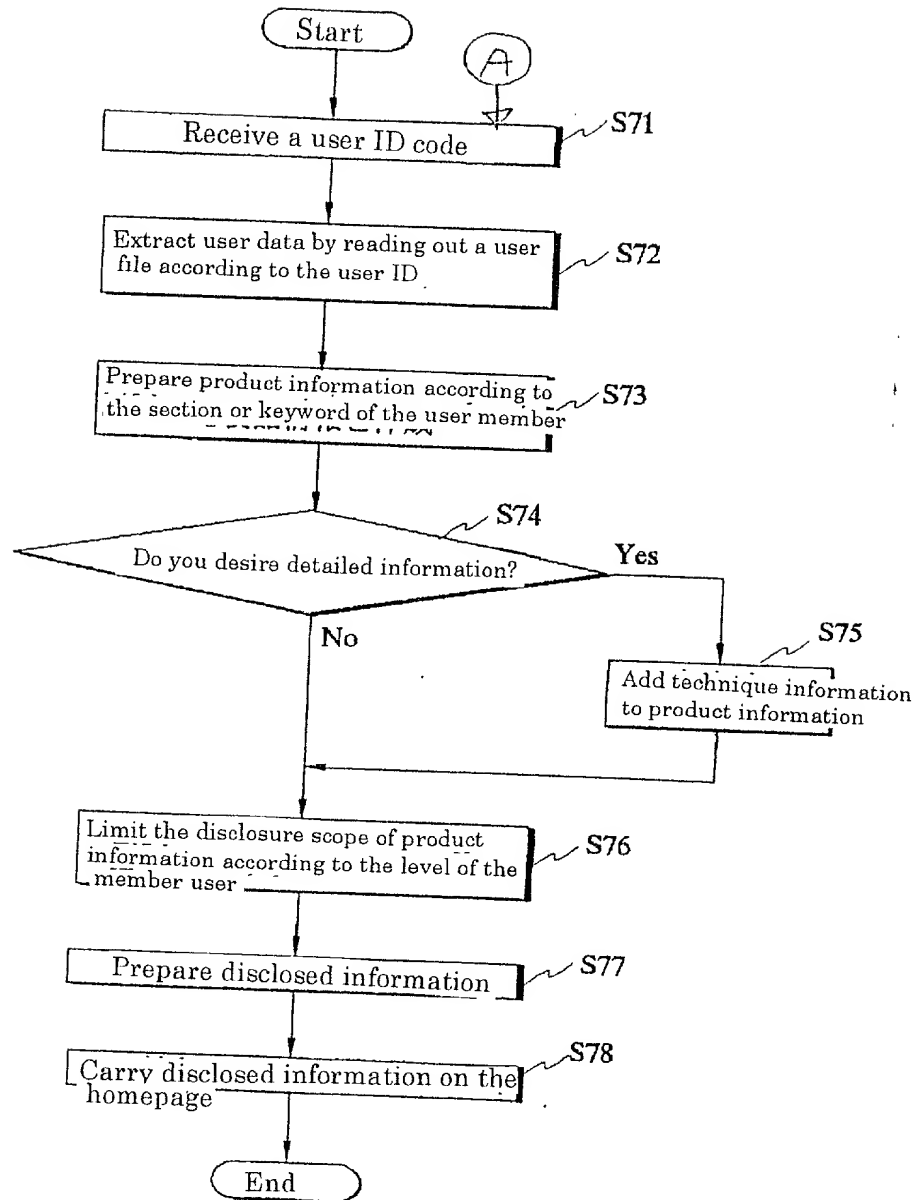 Start
A
Receive a user ID code
S71
Extract user data by reading out a user
file according to the user ID
S72
Prepare product information according to
the section or keyword of the user member
S73
S74
Do you desire detailed information?
Yes
No
S75
Add technique information
to product information
Limit the disclosure scope of product
information according to the level of the
member user
S76
Prepare disclosed information
S77
Carry disclosed information on the
homepage
S78
End